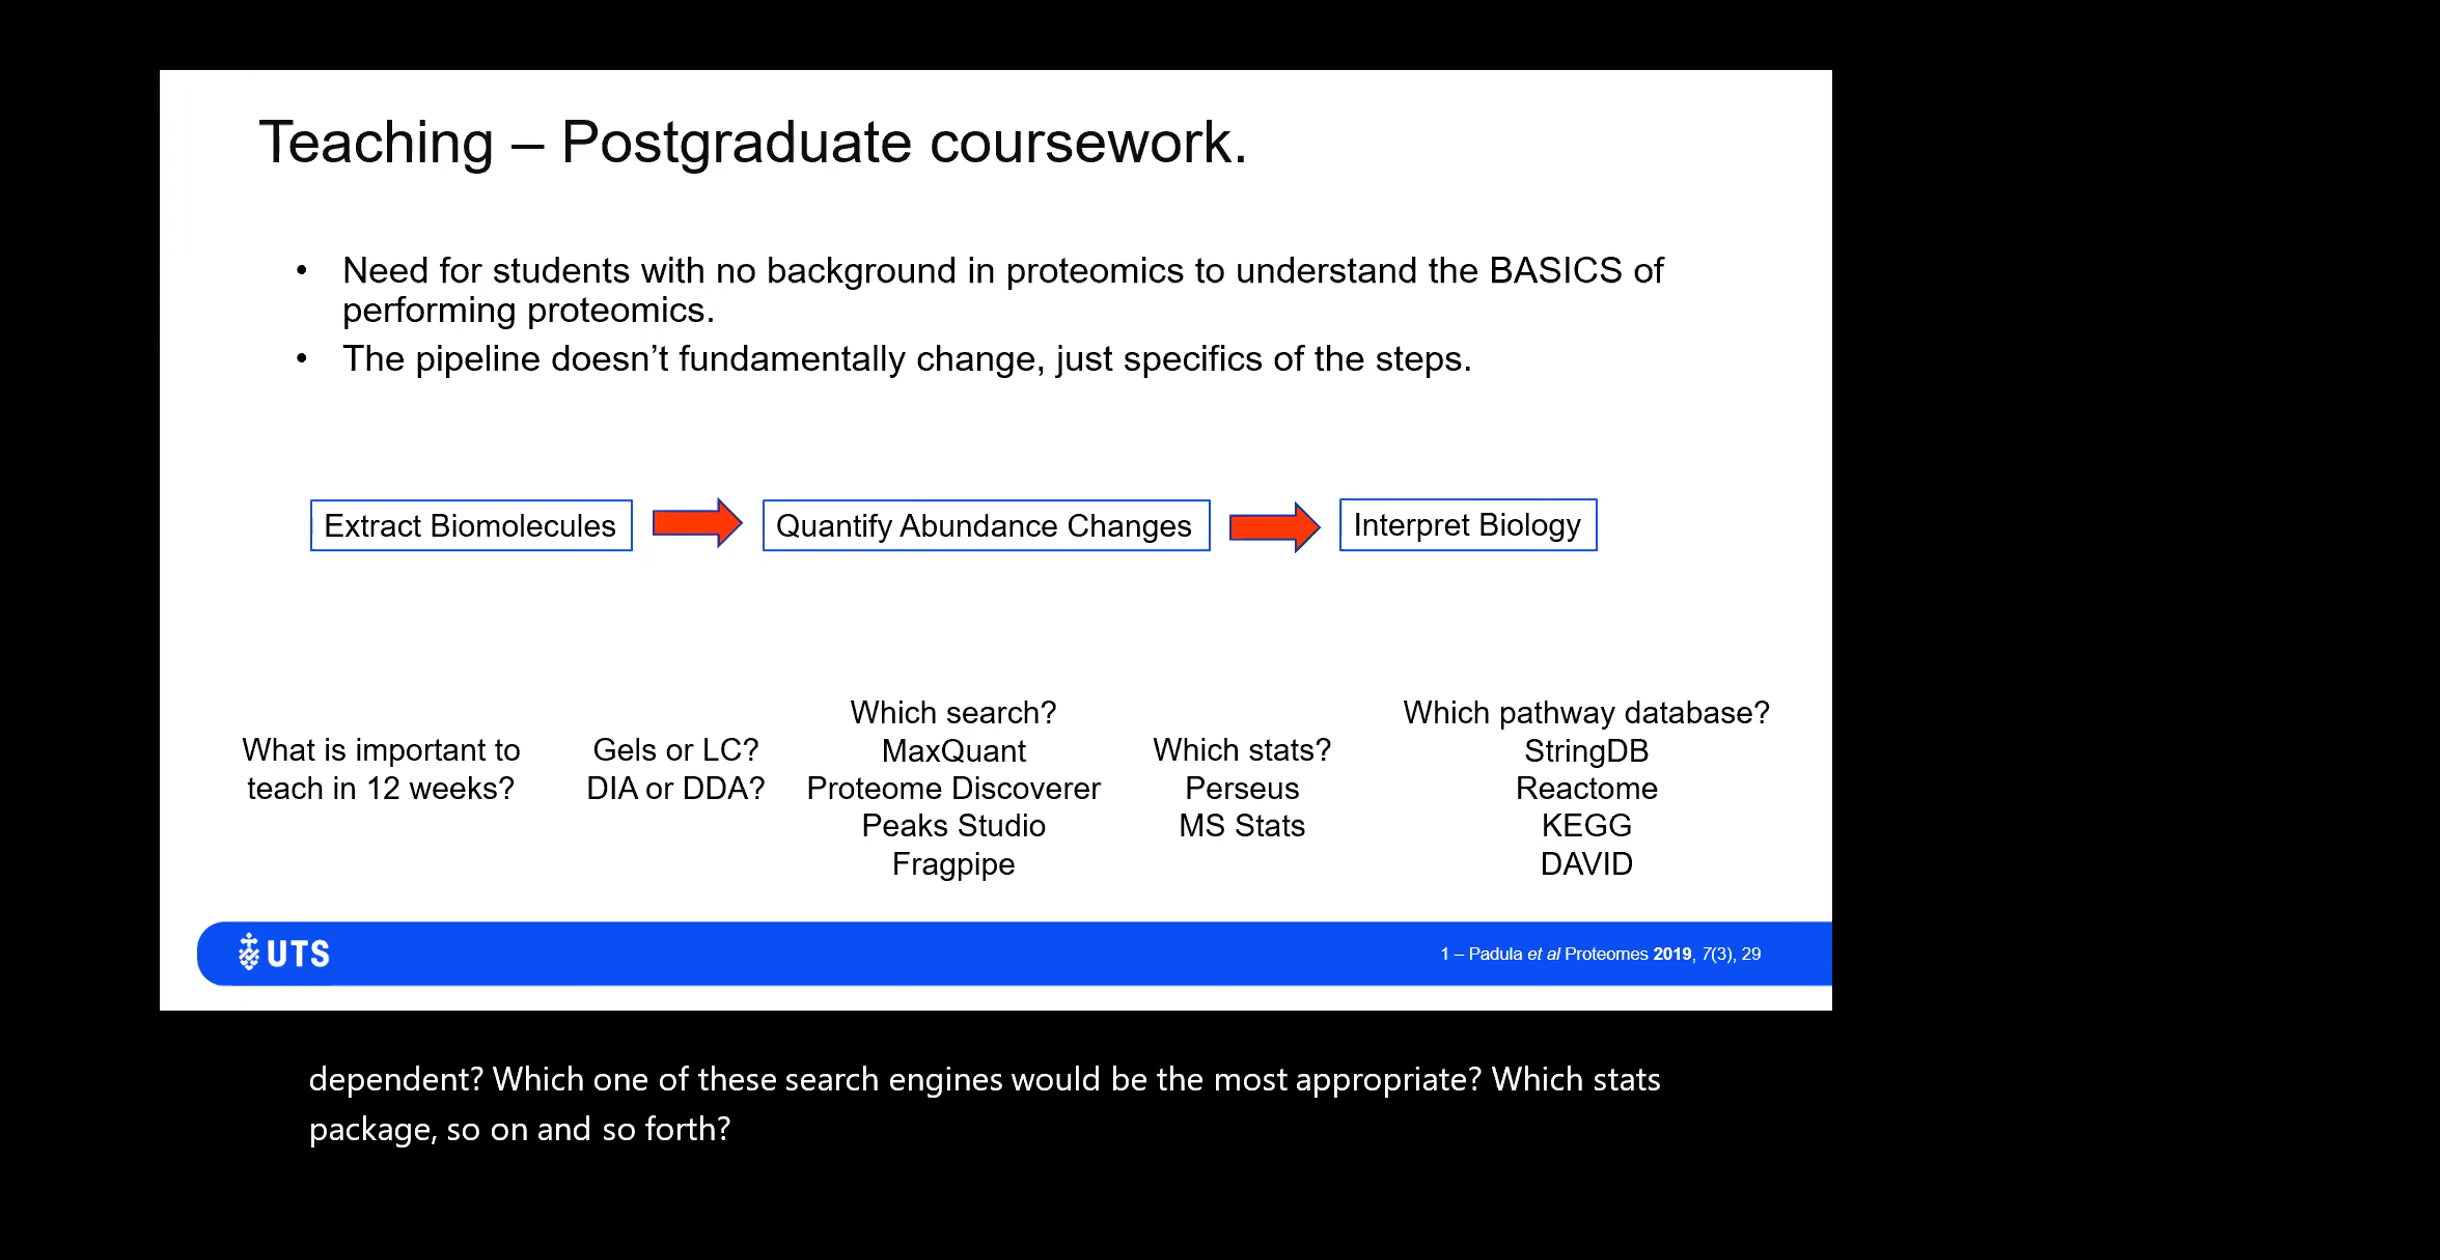 Teaching – Postgraduate coursework.
• Need for students with no background in proteomics to understand the BASICS of
performing proteomics.
• The pipeline doesn’t fundamentally change, just specifics of the steps.
Extract Biomolecules
Quantify Abundance Changes
Interpret Biology
What is important to
teach in 12 weeks?
Gels or LC?
DIA or DDA?
Which search?
MaxQuant
Proteome Discoverer
Peaks Studio
Fragpipe
Which stats?
Perseus
MS Stats
Which pathway database?
StringDB
Reactome
KEGG
DAVID
UTS
1 – Padula et al Proteomes 2019, 7(3), 29
dependent? Which one of these search engines would be the most appropriate? Which stats
package, so on and so forth?